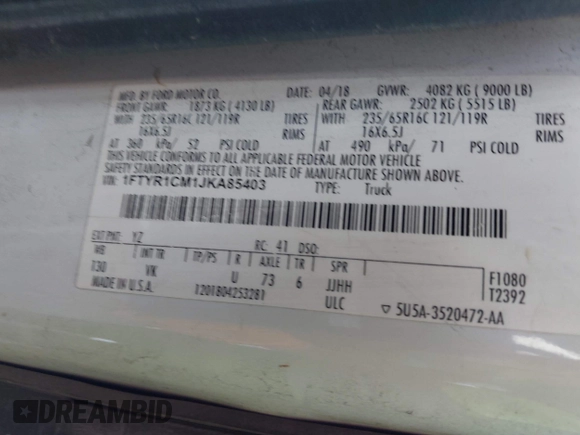 MFD. BY FORD MOTOR CO.
DATE: 04/18 GVWR: 4082 KG ( 9000 LB)
FRONT GAWR: 1873 KG ( 4130 LB)
REAR GAWR: 2502 KG ( 5515 LB)
WITH 235/65R16C 121/119R TIRES
WITH 235/65R16C 121/119R TIRES
16X6.5J RIMS
16X6.5J RIMS
AT 360 kPa/ 52 PSI COLD
AT 490 kPa/ 71 PSI COLD
THIS VEHICLE CONFORMS TO ALL APPLICABLE FEDERAL MOTOR VEHICLE
SAFETY STANDARDS IN EFFECT ON THE DATE OF MANUFACTURE SHOWN ABOVE.
VIN: 1FTYR1CM1JKA85403 TYPE: Truck
EXT PNT: YZ RC: 41 DSO:
WB INT TR TP/PS R AXLE TR SPR
130 VK U 73 6 JJHH F1080
MADE IN U.S.A. 1201804253281 ULC T2392
▽ 5U5A-3520472-AA
DREAMBID